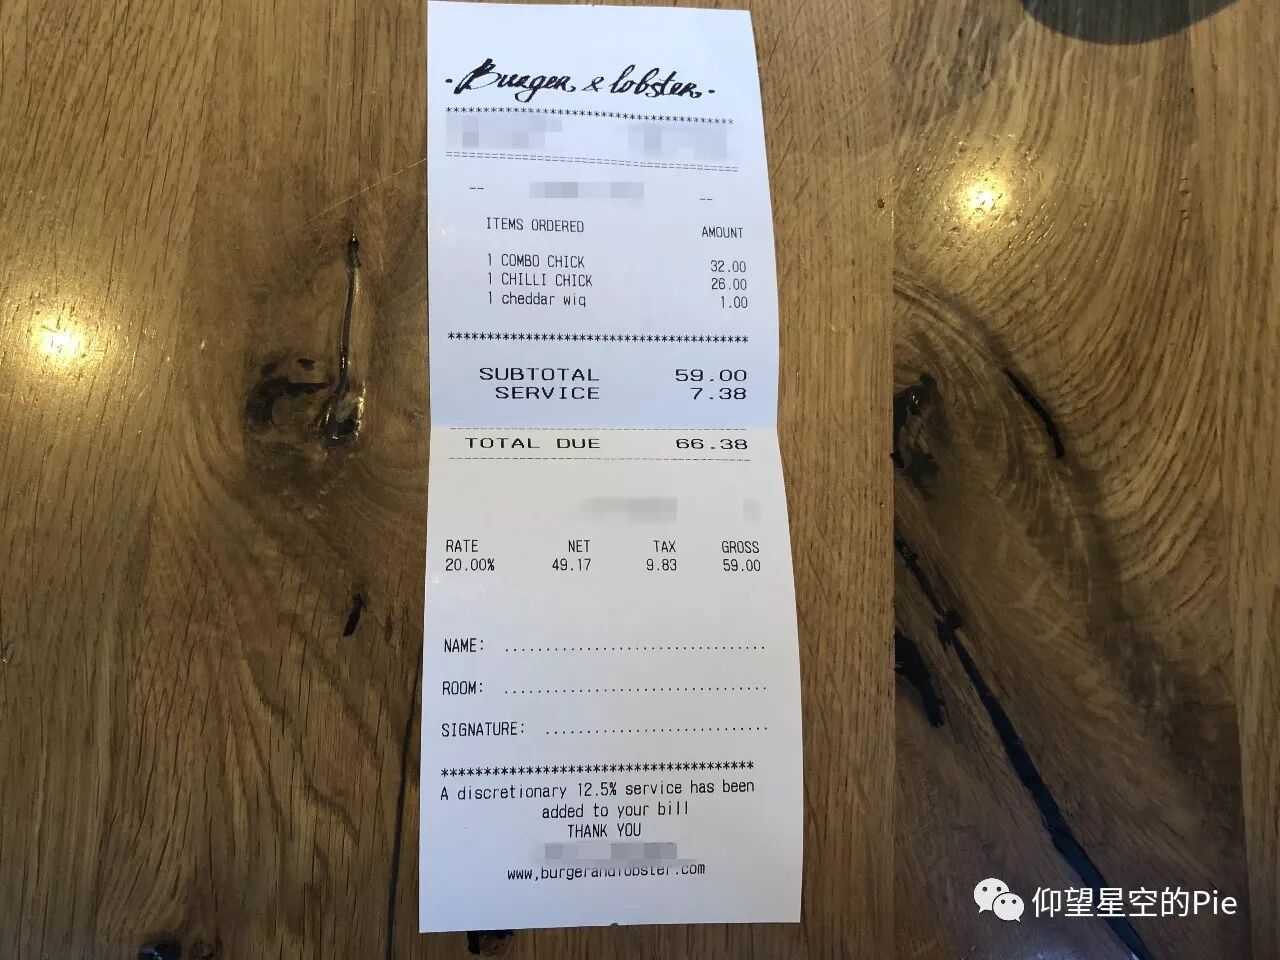 . Burger & lobster .
*************************************
=====================================
-- --
ITEMS ORDERED AMOUNT
1 COMBO CHICK 32.00
1 CHILLI CHICK 26.00
1 cheddar wig 1.00
***************************************
SUBTOTAL 59.00
SERVICE 7.38
---------------------------------------
TOTAL DUE 66.38
---------------------------------------
RATE NET TAX GROSS
20.00% 49.17 9.83 59.00
NAME: .................................
ROOM: .................................
SIGNATURE: ............................
***************************************
A discretionary 12.5% service has been
added to your bill
THANK YOU
www.burgerandlobster.com
仰望星空的Pie